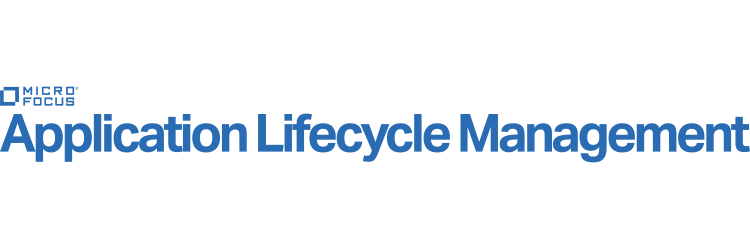 MICRO
FOCUS
Application Lifecycle Management